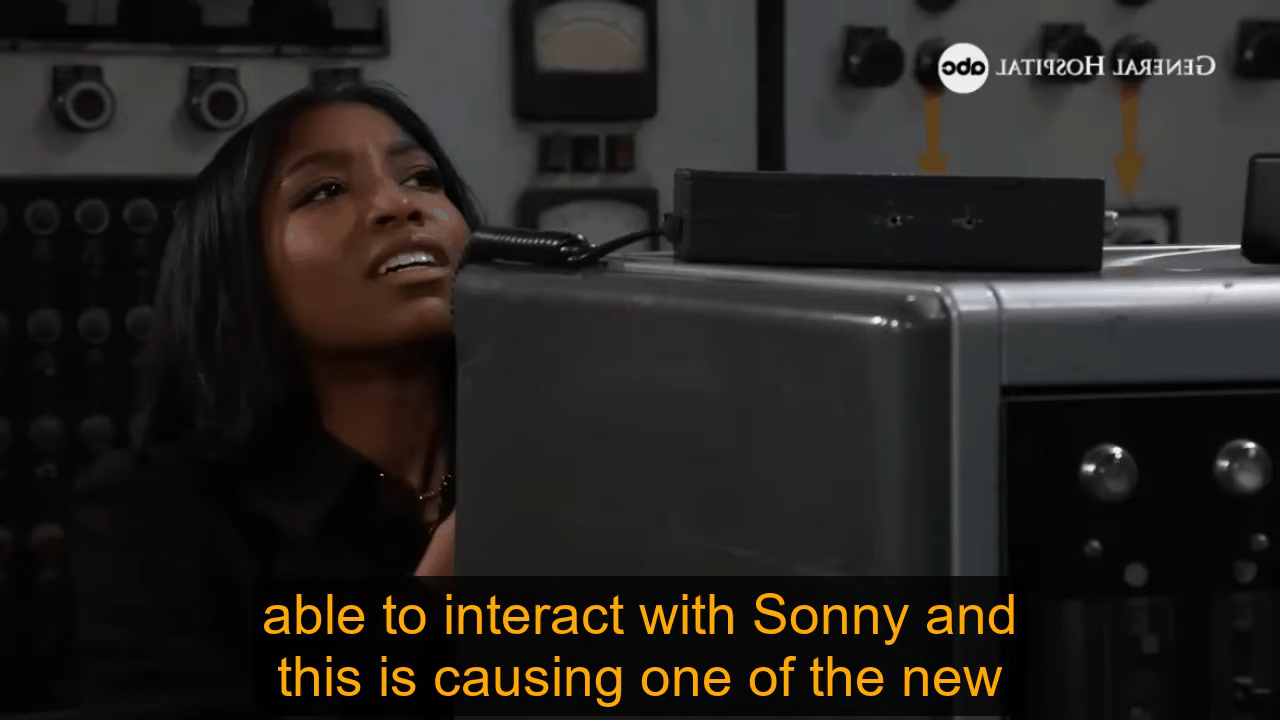 abc GENERAL HOSPITAL
able to interact with Sonny and
this is causing one of the new